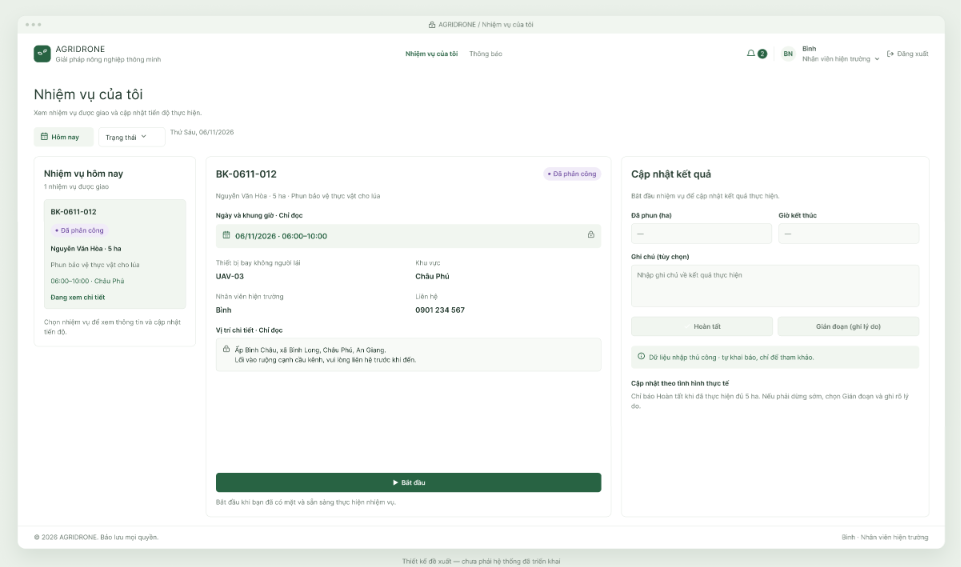 AGRIDRONE / Nhiệm vụ của tôi
AGRIDRONE
Giải pháp nông nghiệp thông minh
Nhiệm vụ của tôi
Thông báo
2
BN
Bình
Nhân viên hiện trường
Đăng xuất
Nhiệm vụ của tôi
Xem nhiệm vụ được giao và cập nhật tiến độ thực hiện.
Hôm nay
Trạng thái
Thứ Sáu, 06/11/2026
Nhiệm vụ hôm nay
1 nhiệm vụ được giao
BK-0611-012
• Đã phân công
Nguyễn Văn Hòa · 5 ha
Phun bảo vệ thực vật cho lúa
06:00–10:00 · Châu Phú
Đang xem chi tiết
Chọn nhiệm vụ để xem thông tin và cập nhật
tiến độ.
BK-0611-012
• Đã phân công
Nguyễn Văn Hòa · 5 ha · Phun bảo vệ thực vật cho lúa
Ngày và khung giờ · Chỉ đọc
06/11/2026 · 06:00–10:00
Thiết bị bay không người lái
Khu vực
UAV-03
Châu Phú
Nhân viên hiện trường
Liên hệ
Bình
0901 234 567
Vị trí chi tiết · Chỉ đọc
Ấp Bình Châu, xã Bình Long, Châu Phú, An Giang.
Lối vào ruộng cạnh cầu kênh, vui lòng liên hệ trước khi đến.
Bắt đầu
Bắt đầu khi bạn đã có mặt và sẵn sàng thực hiện nhiệm vụ.
Cập nhật kết quả
Bắt đầu nhiệm vụ để cập nhật kết quả thực hiện.
Đã phun (ha)
Giờ kết thúc
—
—
Ghi chú (tùy chọn)
Nhập ghi chú về kết quả thực hiện
Hoàn tất
Gián đoạn (ghi lý do)
Dữ liệu nhập thủ công · tự khai báo, chỉ để tham khảo.
Cập nhật theo tình hình thực tế
Chỉ báo Hoàn tất khi đã thực hiện đủ 5 ha. Nếu phải dừng sớm, chọn Gián đoạn và ghi rõ lý
do.
© 2026 AGRIDRONE. Bảo lưu mọi quyền.
Bình · Nhân viên hiện trường
Thiết kế đề xuất — chưa phải hệ thống đã triển khai